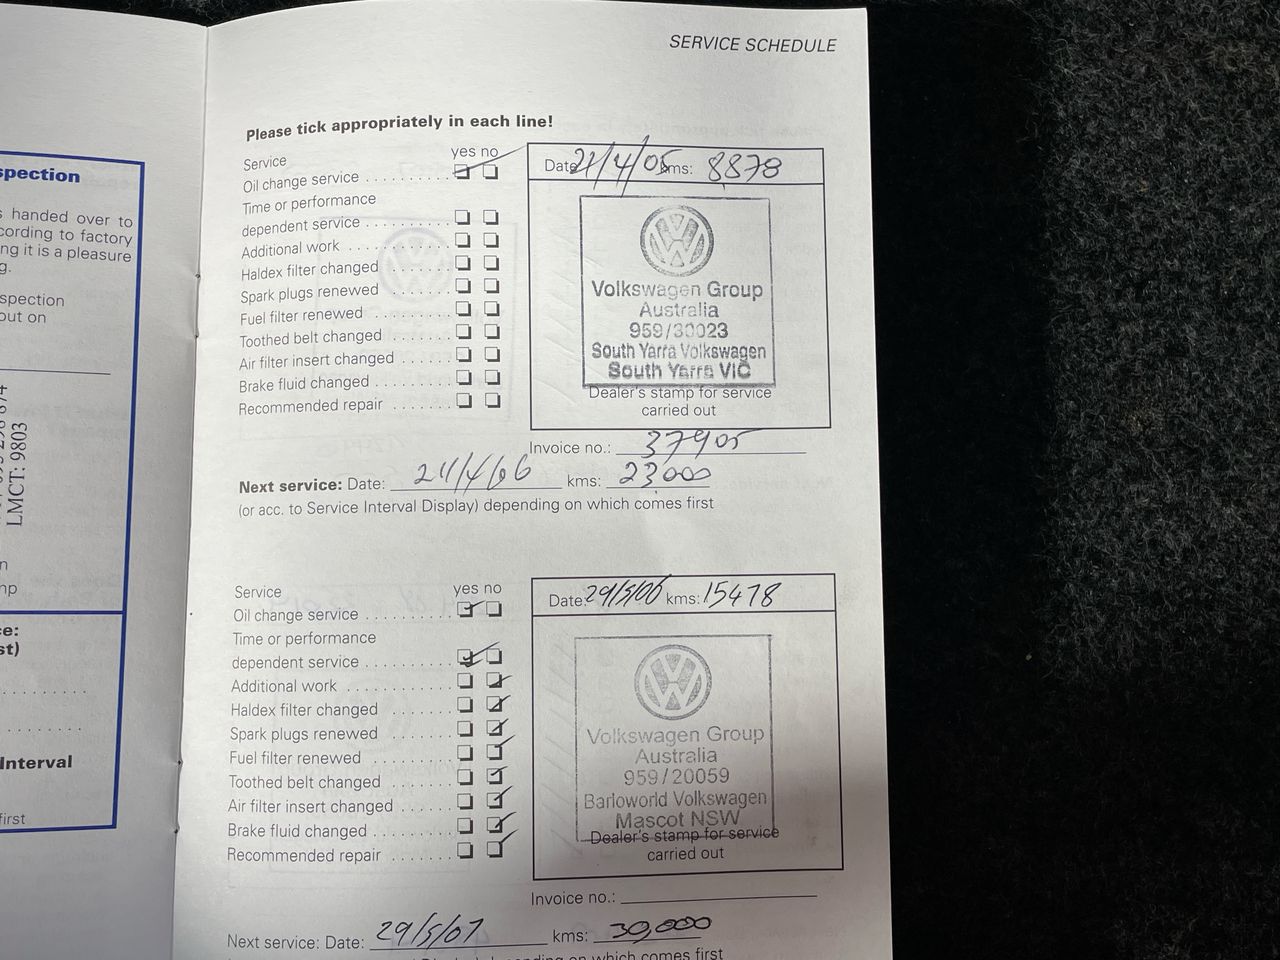 spection
s handed over to
cording to factory
ng it is a pleasure
g.
spection
out on
LMCT: 9803
n
np
e:
st)
Interval
first
SERVICE SCHEDULE
Please tick appropriately in each line!
Service yes no
Oil change service . . . . . . . . .
Time or performance
dependent service . . . . . . . . .
Additional work . . . . . . . . . . .
Haldex filter changed . . . . . . .
Spark plugs renewed . . . . . . .
Fuel filter renewed . . . . . . . . .
Toothed belt changed . . . . . . .
Air filter insert changed . . . . .
Brake fluid changed . . . . . . . .
Recommended repair . . . . . . .
Date: 21/4/05 kms: 8878
Volkswagen Group
Australia
959/30023
South Yarra Volkswagen
South Yarra VIC
Dealer's stamp for service
carried out
Invoice no.: 37905
Next service: Date: 21/4/06 kms: 23000
(or acc. to Service Interval Display) depending on which comes first
Service yes no
Oil change service . . . . . . . . .
Time or performance
dependent service . . . . . . . . .
Additional work . . . . . . . . . . .
Haldex filter changed . . . . . . .
Spark plugs renewed . . . . . . .
Fuel filter renewed . . . . . . . . .
Toothed belt changed . . . . . . .
Air filter insert changed . . . . .
Brake fluid changed . . . . . . . .
Recommended repair . . . . . . .
Date: 29/5/06 kms: 15478
Volkswagen Group
Australia
959/20059
Barloworld Volkswagen
Mascot NSW
Dealer's stamp for service
carried out
Invoice no.:
Next service: Date: 29/5/07 kms: 30,000
which comes first